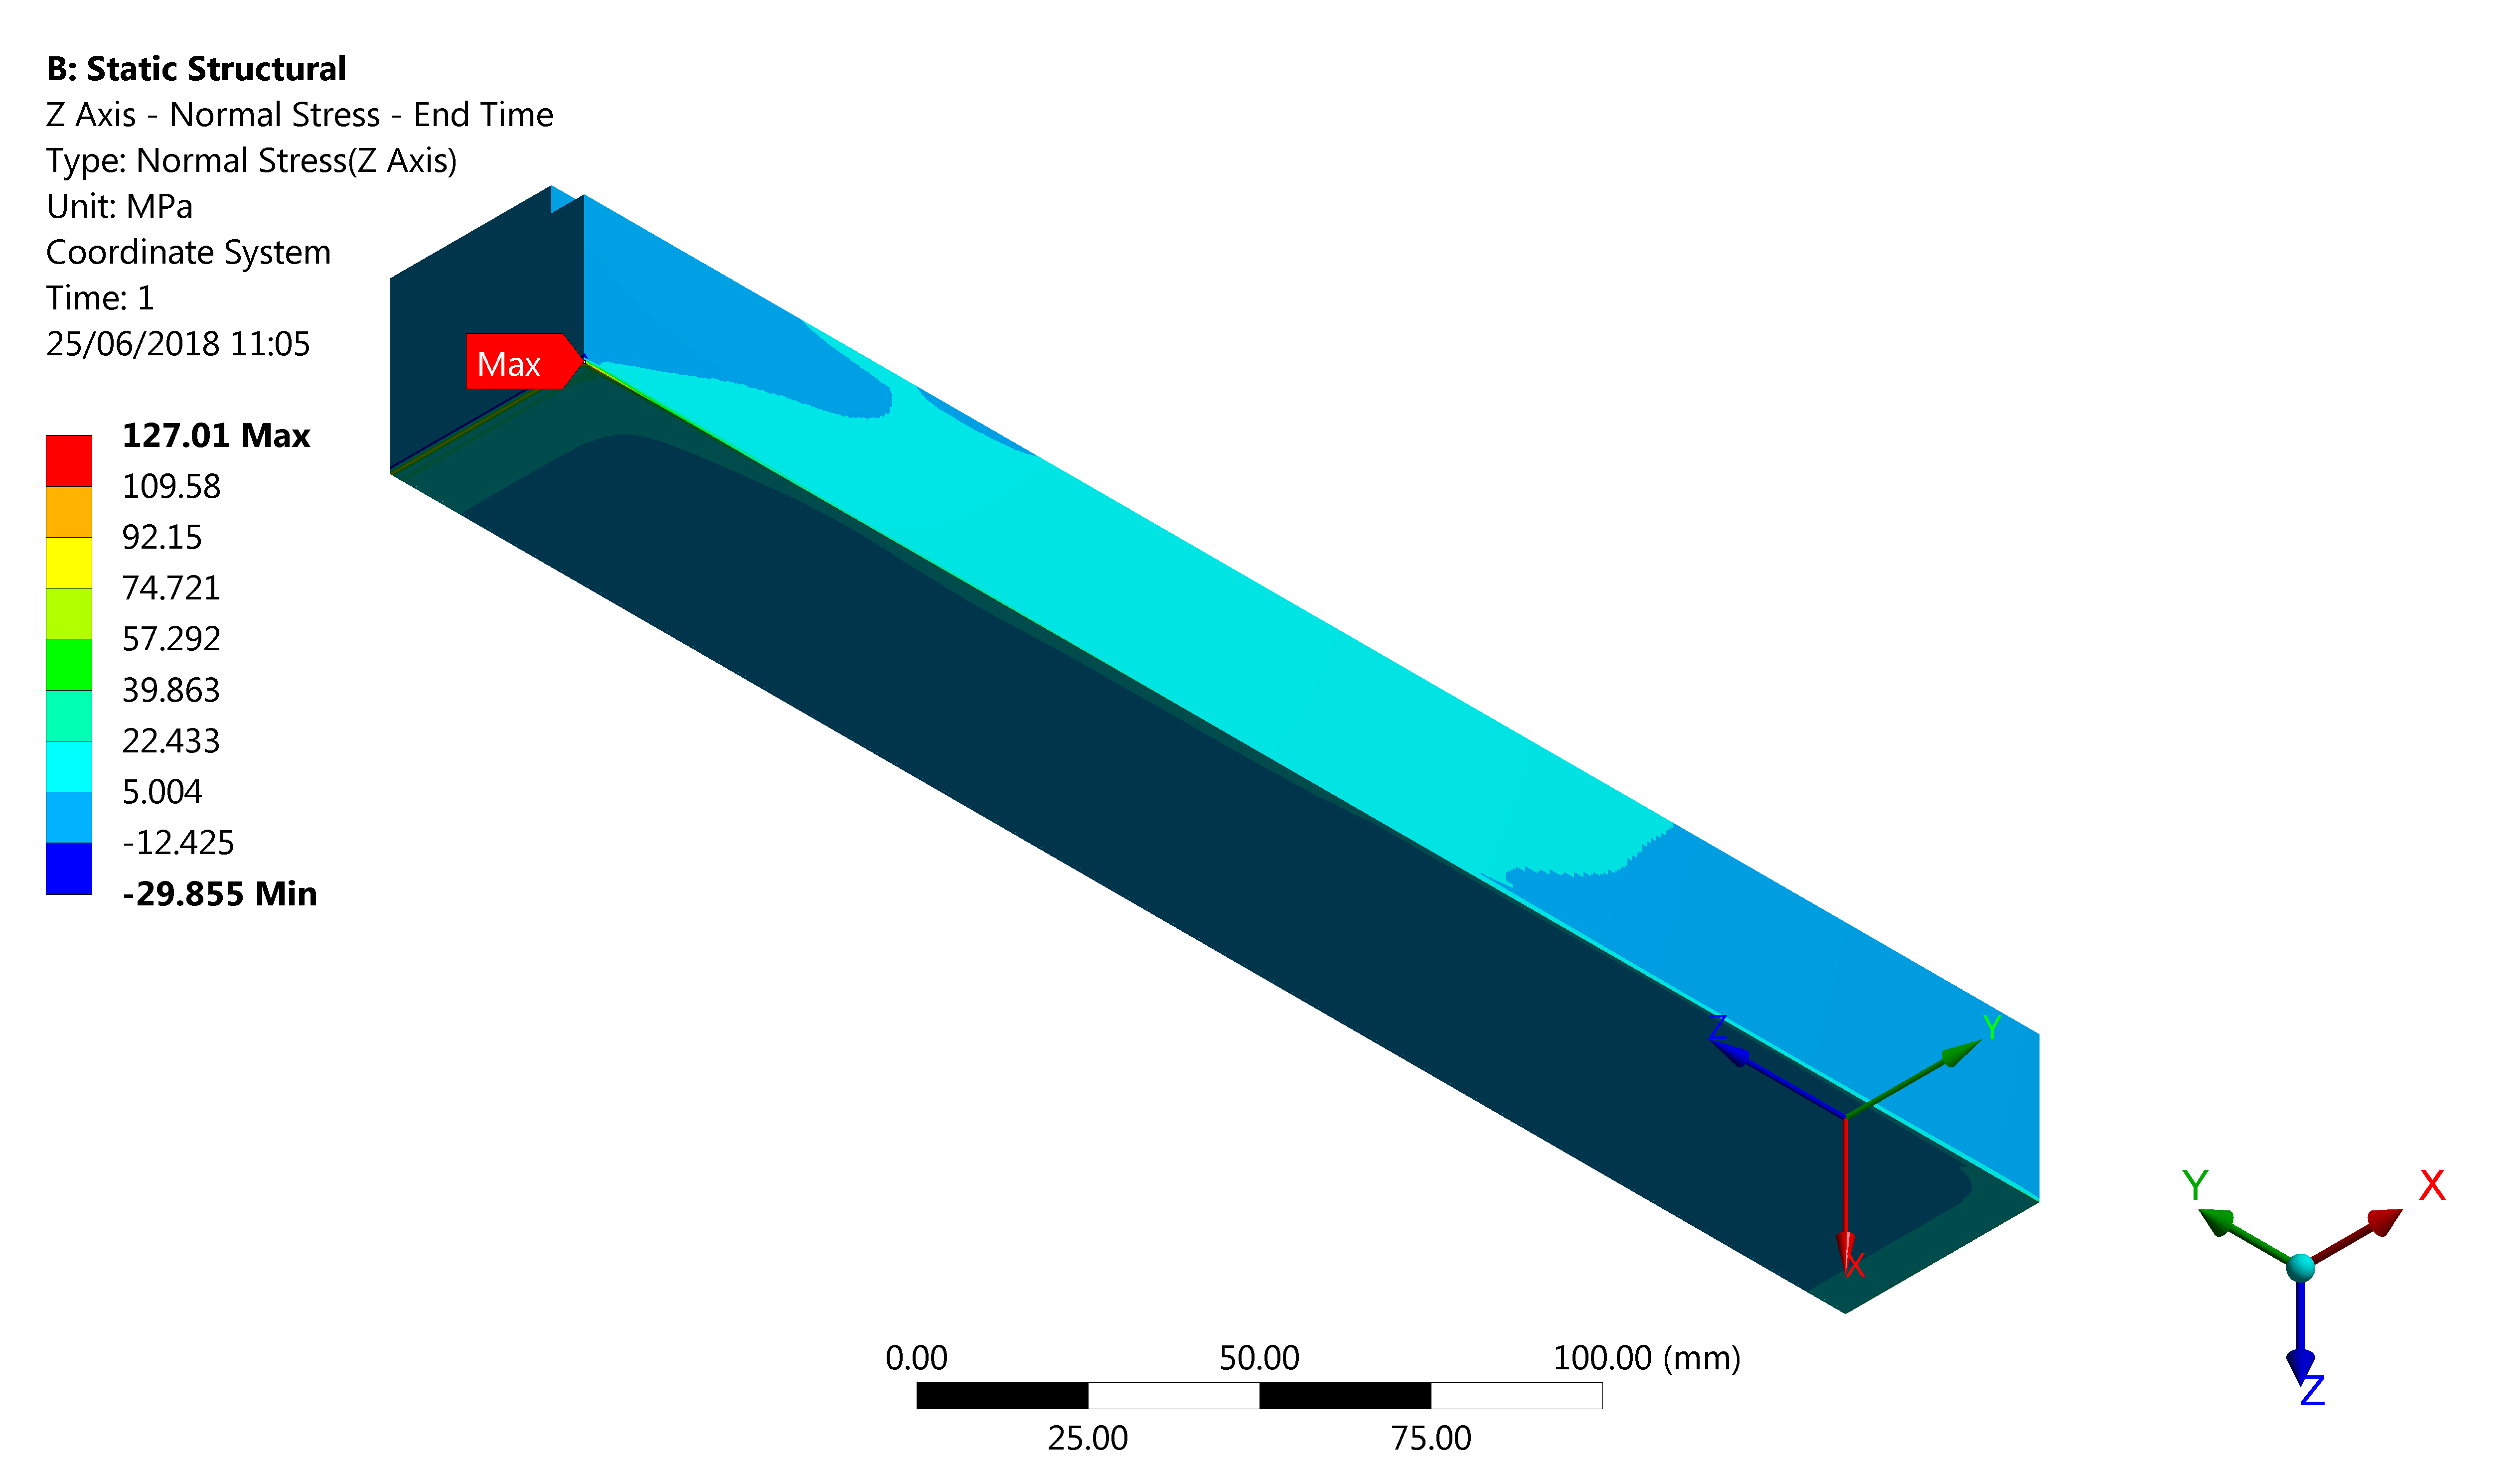 B: Static Structural
Z Axis - Normal Stress - End Time
Type: Normal Stress(Z Axis)
Unit: MPa
Coordinate System
Time: 1
25/06/2018 11:05
Max
127.01 Max
109.58
92.15
74.721
57.292
39.863
22.433
5.004
-12.425
-29.855 Min
Z
Y
X
Y
X
Z
0.00
50.00
100.00 (mm)
25.00
75.00